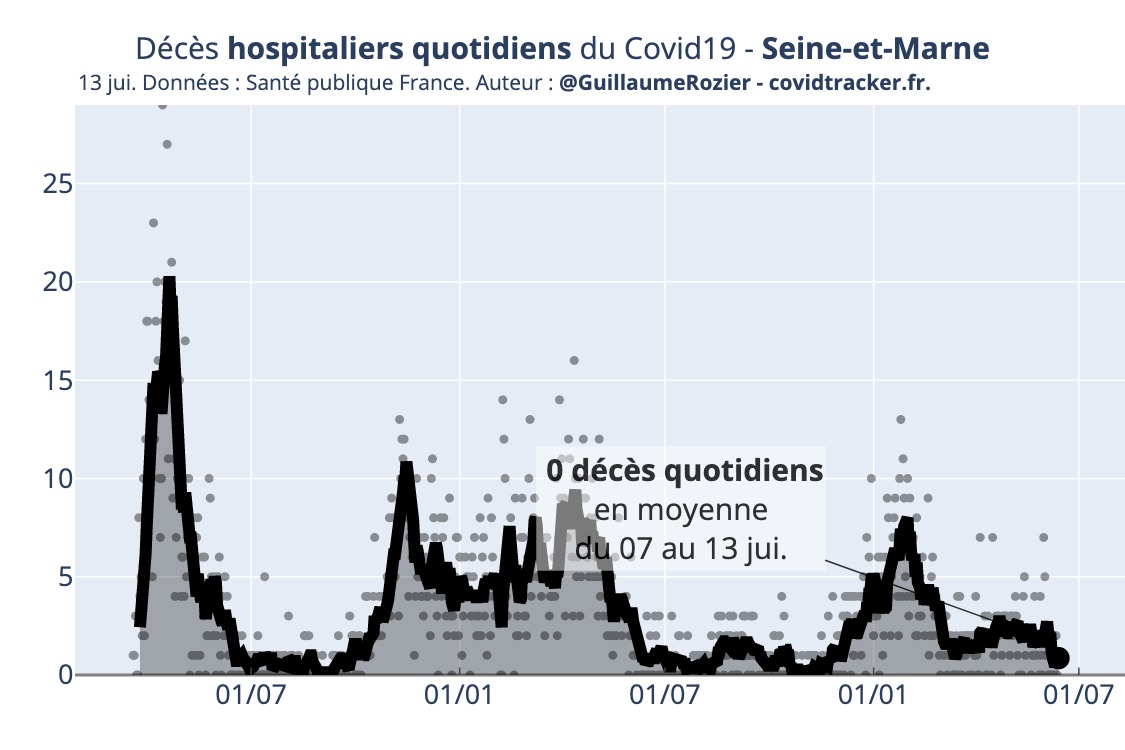 Décès hospitaliers quotidiens du Covid19 - Seine-et-Marne
13 jui. Données : Santé publique France. Auteur : @GuillaumeRozier - covidtracker.fr.
25
20
15
10
5
0
0 décès quotidiens
en moyenne
du 07 au 13 jui.
01/07
01/01
01/07
01/01
01/07